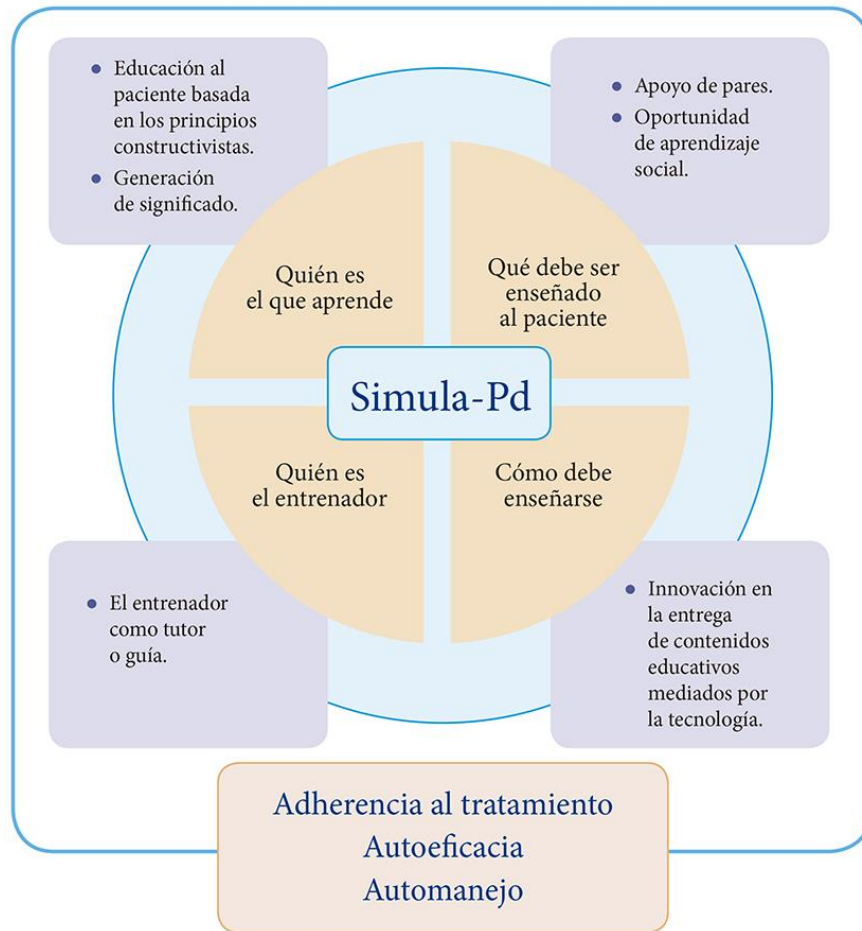 • Educación al
paciente basada
en los principios
constructivistas.
• Generación
de significado.
• Apoyo de pares.
• Oportunidad
de aprendizaje
social.
Quién es
el que aprende
Qué debe ser
enseñado
al paciente
Simula-Pd
Quién es
el entrenador
Cómo debe
enseñarse
• El entrenador
como tutor
o guía.
• Innovación en
la entrega
de contenidos
educativos
mediados por
la tecnología.
Adherencia al tratamiento
Autoeficacia
Automanejo